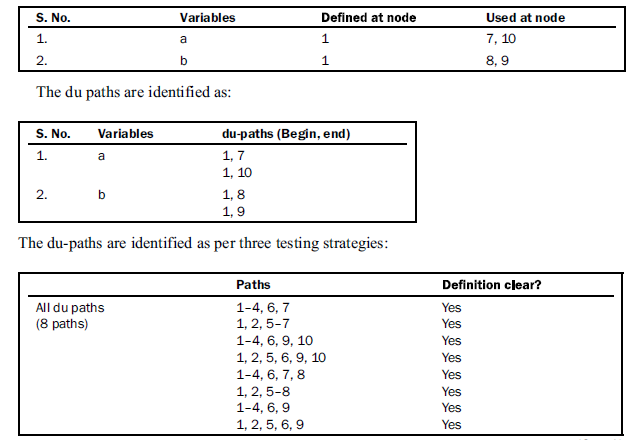 S. No. Variables Defined at node Used at node
1. a 1 7, 10
2. b 1 8, 9
The du paths are identified as:
S. No. Variables du-paths (Begin, end)
1. a 1, 7
1, 10
2. b 1, 8
1, 9
The du-paths are identified as per three testing strategies:
Paths Definition clear?
All du paths 1–4, 6, 7 Yes
(8 paths) 1, 2, 5–7 Yes
1–4, 6, 9, 10 Yes
1, 2, 5, 6, 9, 10 Yes
1–4, 6, 7, 8 Yes
1, 2, 5–8 Yes
1–4, 6, 9 Yes
1, 2, 5, 6, 9 Yes